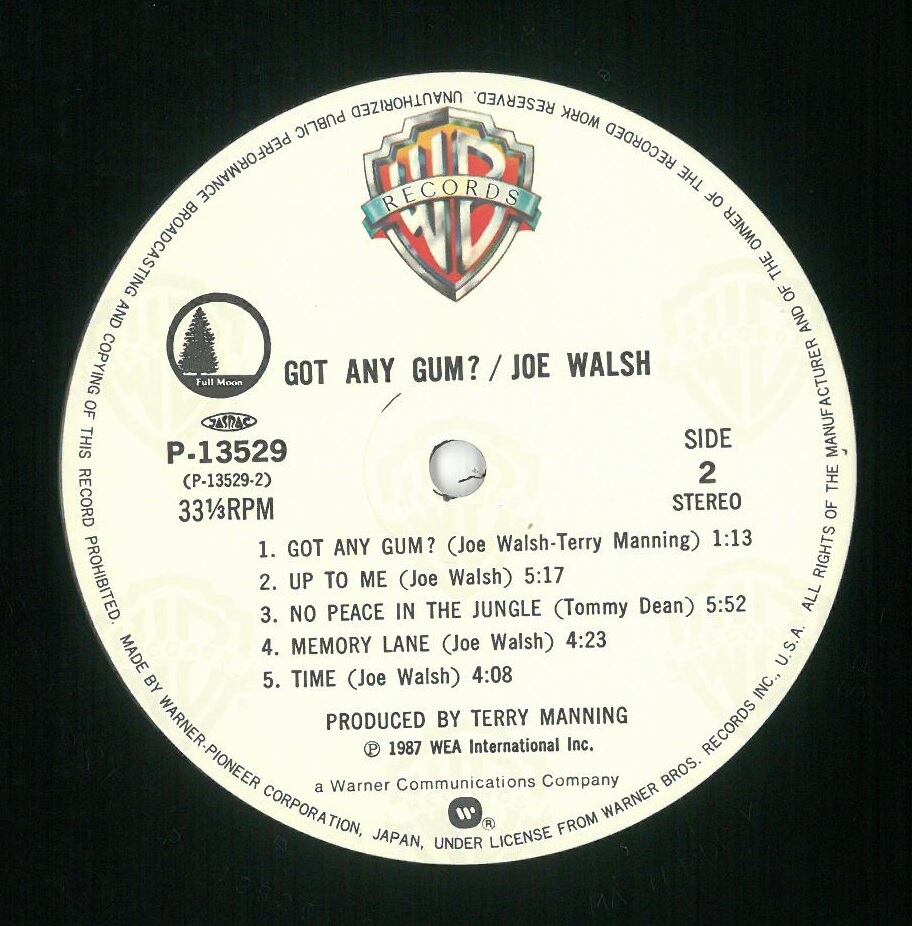 ALL RIGHTS OF THE MANUFACTURER AND OF THE OWNER OF THE RECORDED WORK RESERVED. UNAUTHORIZED PUBLIC PERFORMANCE BROADCASTING AND COPYING OF THIS RECORD PROHIBITED.
WB
RECORDS
Full Moon
GOT ANY GUM? / JOE WALSH
JASRAC
P-13529
(P-13529-2)
33⅓RPM
SIDE
2
STEREO
1. GOT ANY GUM? (Joe Walsh-Terry Manning) 1:13
2. UP TO ME (Joe Walsh) 5:17
3. NO PEACE IN THE JUNGLE (Tommy Dean) 5:52
4. MEMORY LANE (Joe Walsh) 4:23
5. TIME (Joe Walsh) 4:08
PRODUCED BY TERRY MANNING
℗ 1987 WEA International Inc.
a Warner Communications Company
W®
MADE BY WARNER-PIONEER CORPORATION, JAPAN, UNDER LICENSE FROM WARNER BROS. RECORDS INC., U.S.A.